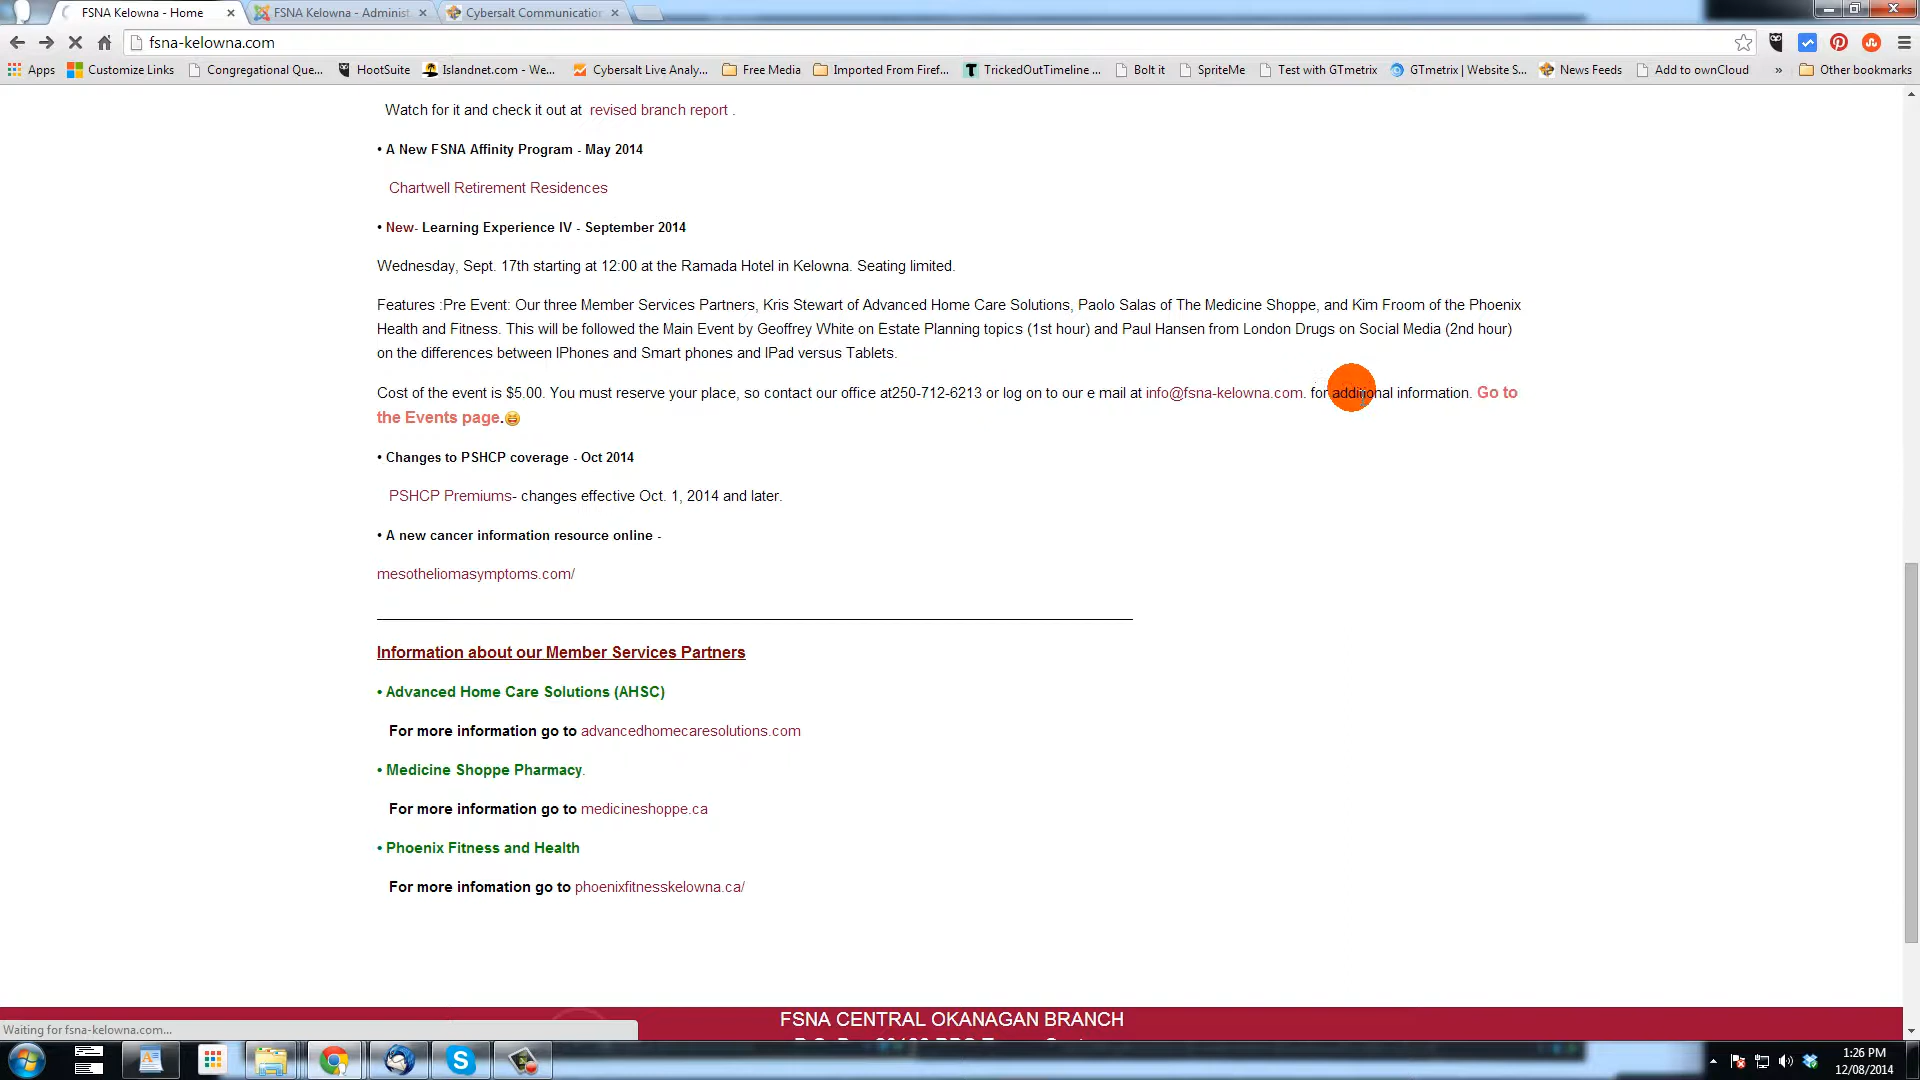 FSNA Kelowna - Home
FSNA Kelowna - Administ
Cybersalt Communication
fsna-kelowna.com
Apps
Customize Links
Congregational Que...
HootSuite
Islandnet.com - We...
Cybersalt Live Analy...
Free Media
Imported From Firef...
TrickedOutTimeline ...
Bolt it
SpriteMe
Test with GTmetrix
GTmetrix | Website S...
News Feeds
Add to ownCloud
»
Other bookmarks
Watch for it and check it out at revised branch report .
• A New FSNA Affinity Program - May 2014
Chartwell Retirement Residences
• New- Learning Experience IV - September 2014
Wednesday, Sept. 17th starting at 12:00 at the Ramada Hotel in Kelowna. Seating limited.
Features :Pre Event: Our three Member Services Partners, Kris Stewart of Advanced Home Care Solutions, Paolo Salas of The Medicine Shoppe, and Kim Froom of the Phoenix
Health and Fitness. This will be followed the Main Event by Geoffrey White on Estate Planning topics (1st hour) and Paul Hansen from London Drugs on Social Media (2nd hour)
on the differences between IPhones and Smart phones and IPad versus Tablets.
Cost of the event is $5.00. You must reserve your place, so contact our office at250-712-6213 or log on to our e mail at info@fsna-kelowna.com. for additional information. Go to
the Events page.
• Changes to PSHCP coverage - Oct 2014
PSHCP Premiums- changes effective Oct. 1, 2014 and later.
• A new cancer information resource online -
mesotheliomasymptoms.com/
Information about our Member Services Partners
• Advanced Home Care Solutions (AHSC)
For more information go to advancedhomecaresolutions.com
• Medicine Shoppe Pharmacy.
For more information go to medicineshoppe.ca
• Phoenix Fitness and Health
For more infomation go to phoenixfitnesskelowna.ca/
FSNA CENTRAL OKANAGAN BRANCH
Waiting for fsna-kelowna.com...
1:26 PM
12/08/2014